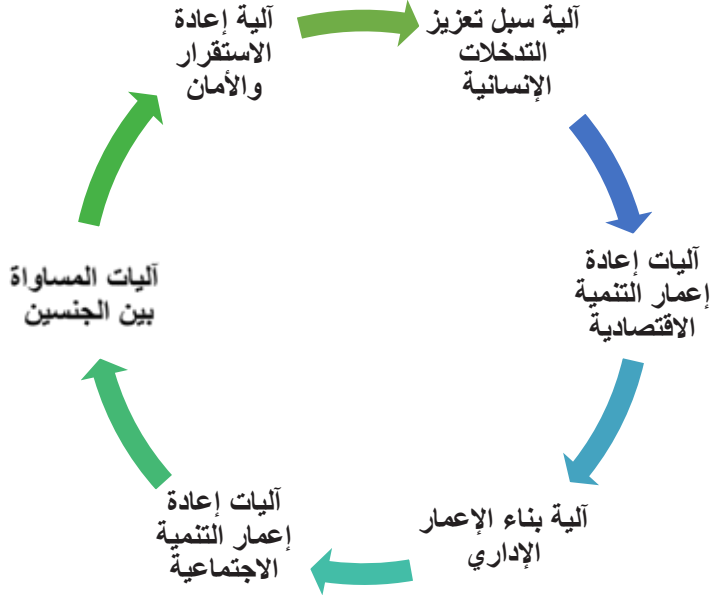 آلية سبل تعزيز
التدخلات
الإنسانية
آليات إعادة
إعمار التنمية
الاقتصادية
آلية بناء الإعمار
الإداري
آليات إعادة
إعمار التنمية
الاجتماعية
آليات المساواة
بين الجنسين
آلية إعادة
الاستقرار
والأمان